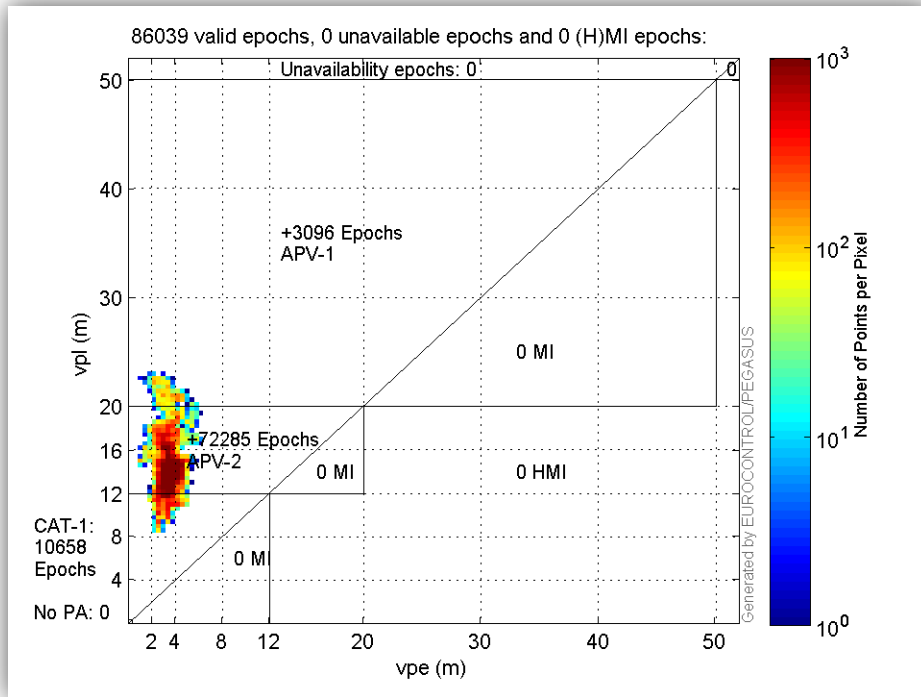 86039 valid epochs, 0 unavailable epochs and 0 (H)MI epochs:
Unavailability epochs: 0
0
50
40
30
20
16
12
8
4
vpl (m)
+3096 Epochs
APV-1
0 MI
+72285 Epochs
APV-2
0 MI
0 HMI
CAT-1:
10658
Epochs
0 MI
No PA: 0
2 4 8 12 20 30 40 50
vpe (m)
Generated by EUROCONTROL/PEGASUS
10^3
10^2
10^1
10^0
Number of Points per Pixel